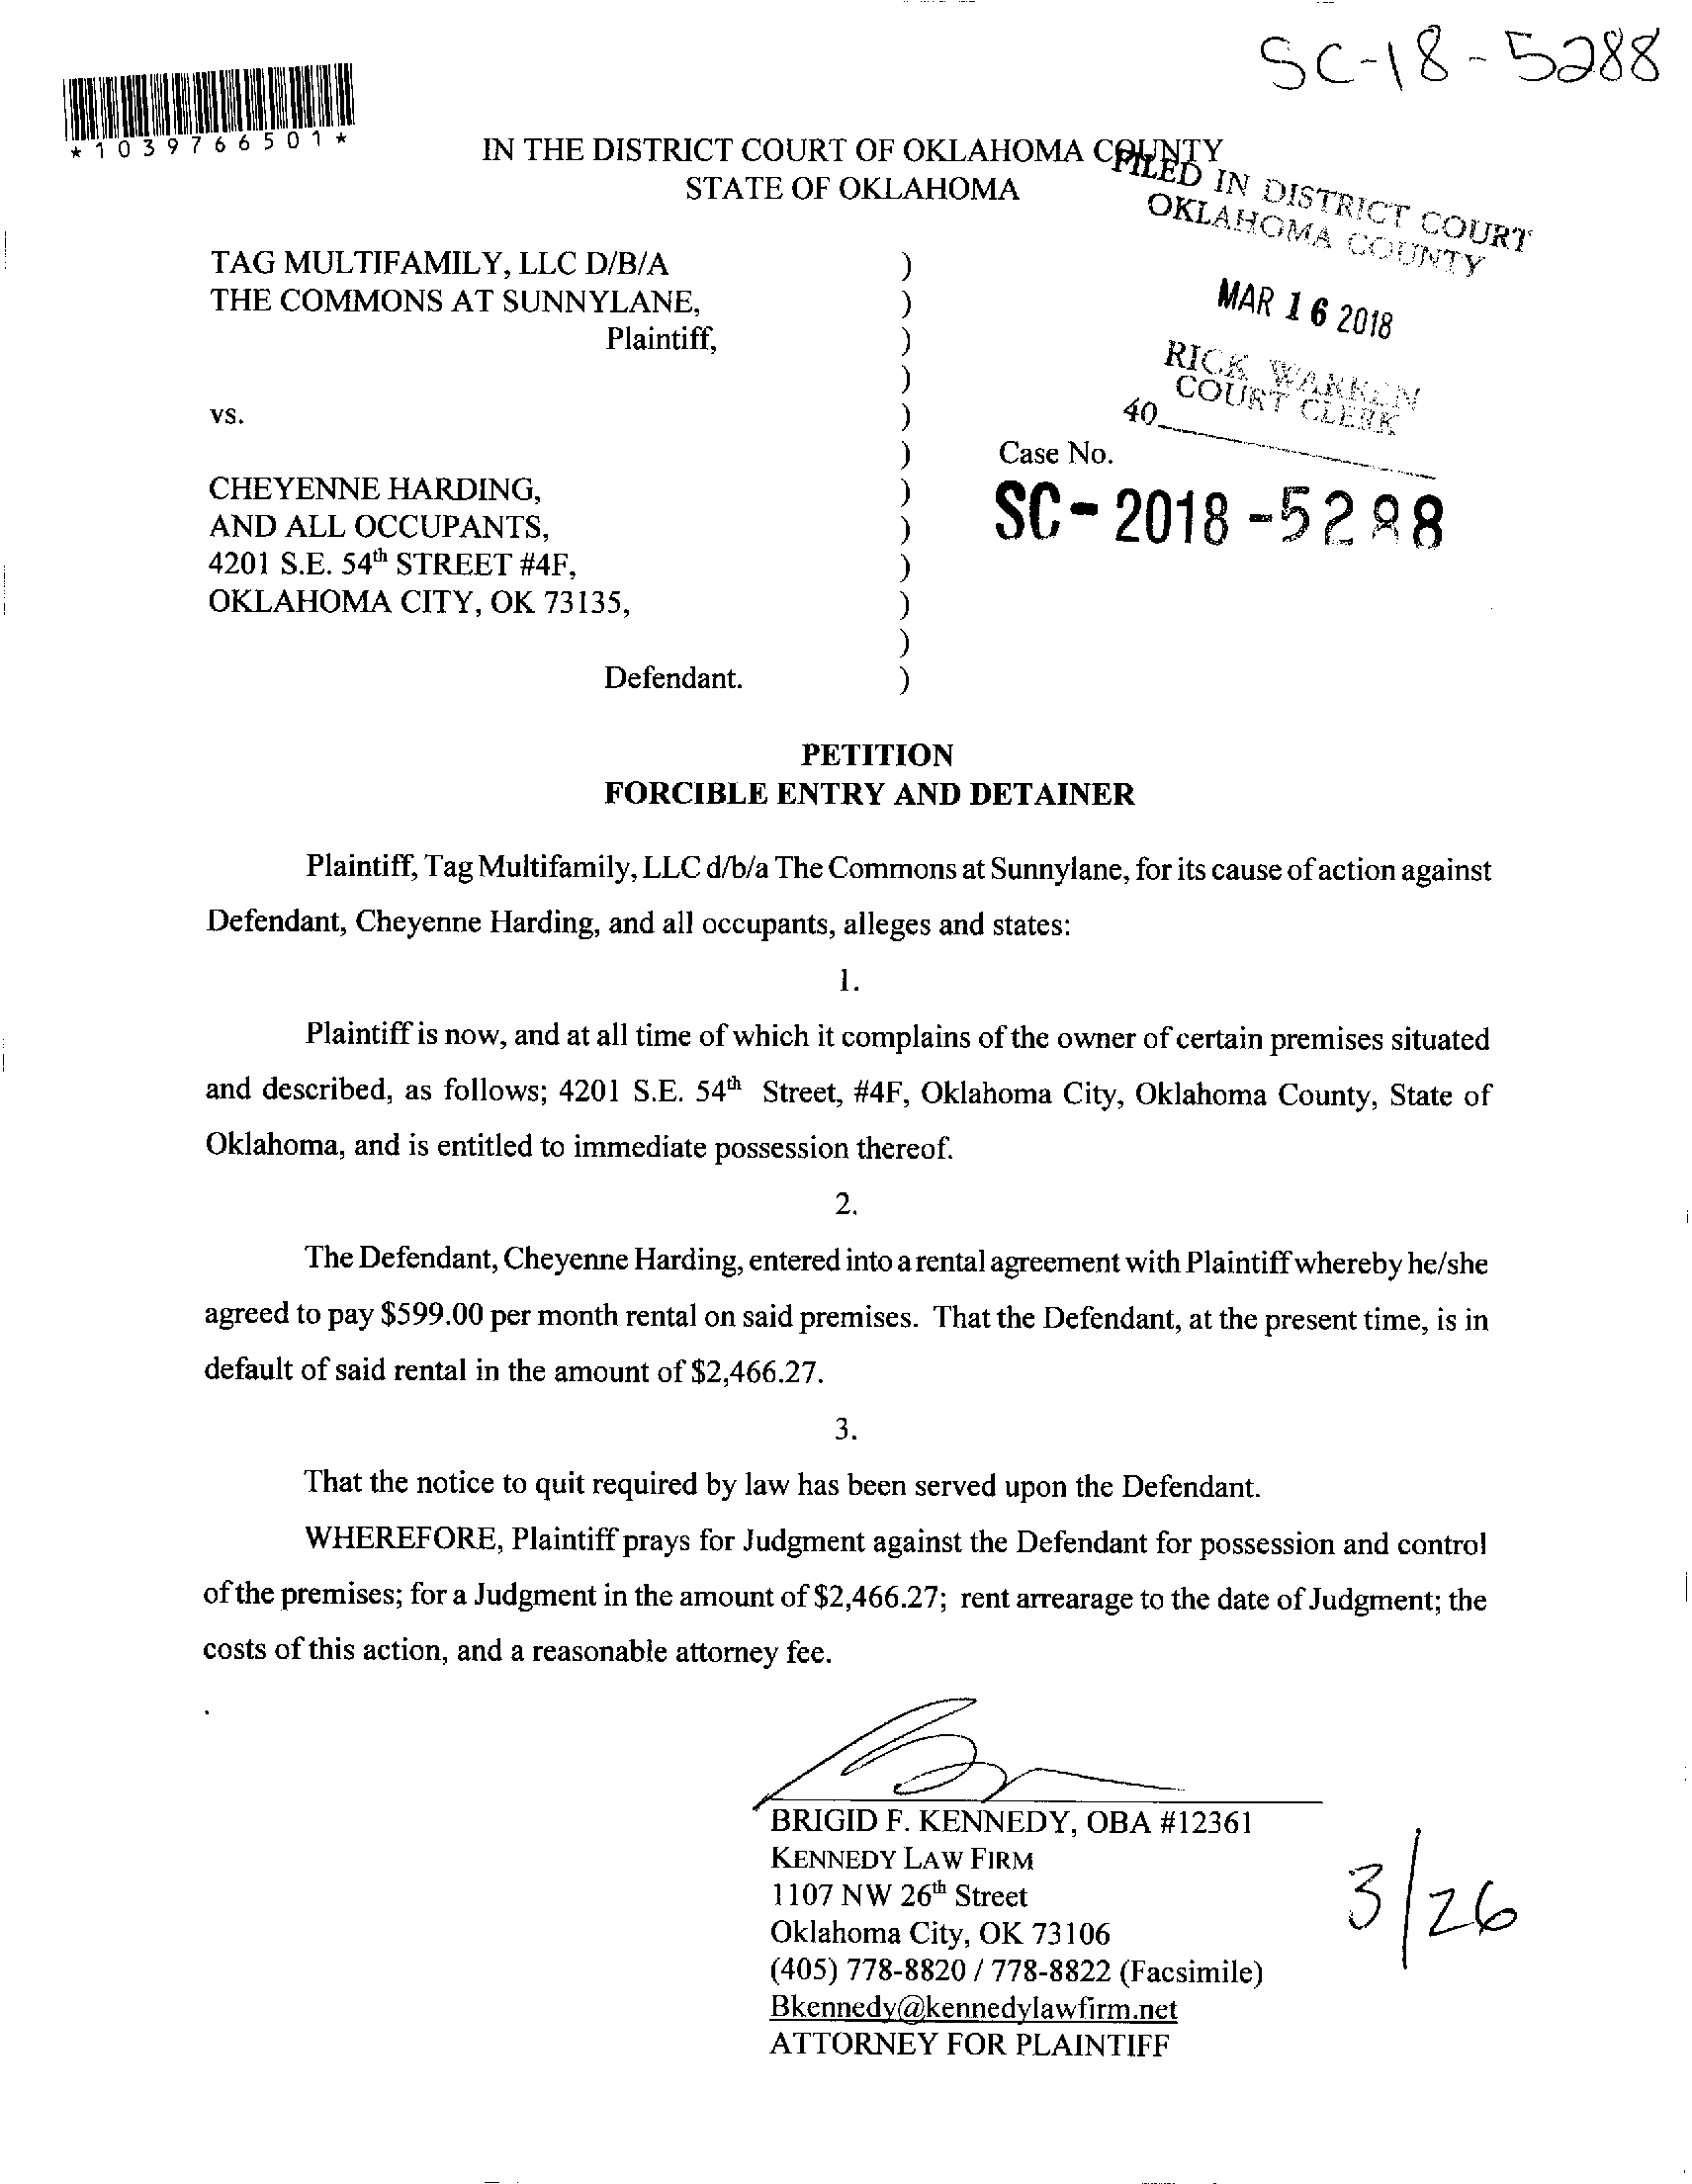 SC-18-5288
*1039766501*
IN THE DISTRICT COURT OF OKLAHOMA COUNTY
STATE OF OKLAHOMA
FILED IN DISTRICT COURT
OKLAHOMA COUNTY
MAR 16 2018
RICK WARREN
COURT CLERK
40
TAG MULTIFAMILY, LLC D/B/A )
THE COMMONS AT SUNNYLANE, )
Plaintiff, )
)
vs. )
) Case No.
CHEYENNE HARDING, ) SC-2018-5288
AND ALL OCCUPANTS, )
4201 S.E. 54th STREET #4F, )
OKLAHOMA CITY, OK 73135, )
)
Defendant. )
PETITION
FORCIBLE ENTRY AND DETAINER
Plaintiff, Tag Multifamily, LLC d/b/a The Commons at Sunnylane, for its cause of action against
Defendant, Cheyenne Harding, and all occupants, alleges and states:
1.
Plaintiff is now, and at all time of which it complains of the owner of certain premises situated
and described, as follows; 4201 S.E. 54th Street, #4F, Oklahoma City, Oklahoma County, State of
Oklahoma, and is entitled to immediate possession thereof.
2.
The Defendant, Cheyenne Harding, entered into a rental agreement with Plaintiff whereby he/she
agreed to pay $599.00 per month rental on said premises. That the Defendant, at the present time, is in
default of said rental in the amount of $2,466.27.
3.
That the notice to quit required by law has been served upon the Defendant.
WHEREFORE, Plaintiff prays for Judgment against the Defendant for possession and control
of the premises; for a Judgment in the amount of $2,466.27; rent arrearage to the date of Judgment; the
costs of this action, and a reasonable attorney fee.
BRIGID F. KENNEDY, OBA #12361
KENNEDY LAW FIRM
1107 NW 26th Street
Oklahoma City, OK 73106
(405) 778-8820 / 778-8822 (Facsimile)
Bkennedy@kennedylawfirm.net
ATTORNEY FOR PLAINTIFF
3/26